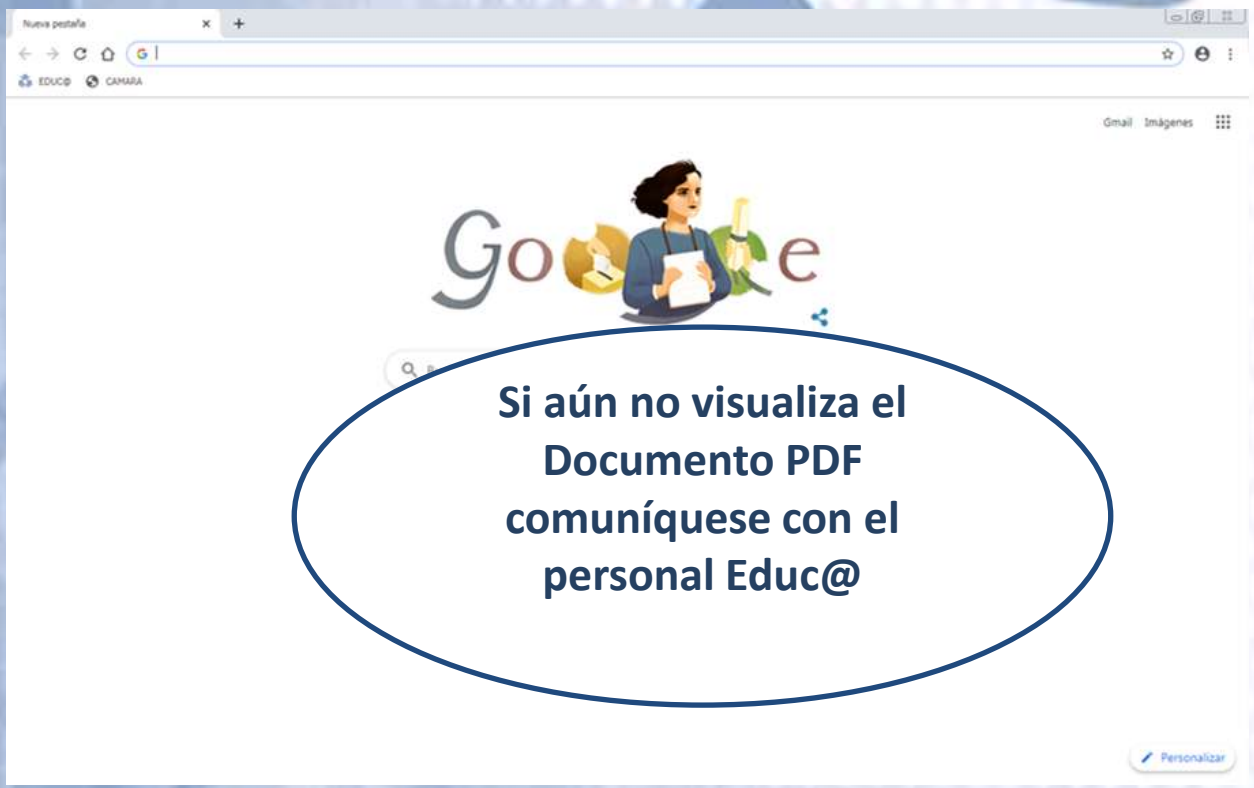 Nueva pestaña
EDUC@ CAMARA
Gmail Imágenes
Google
Si aún no visualiza el
Documento PDF
comuníquese con el
personal Educ@
Personalizar